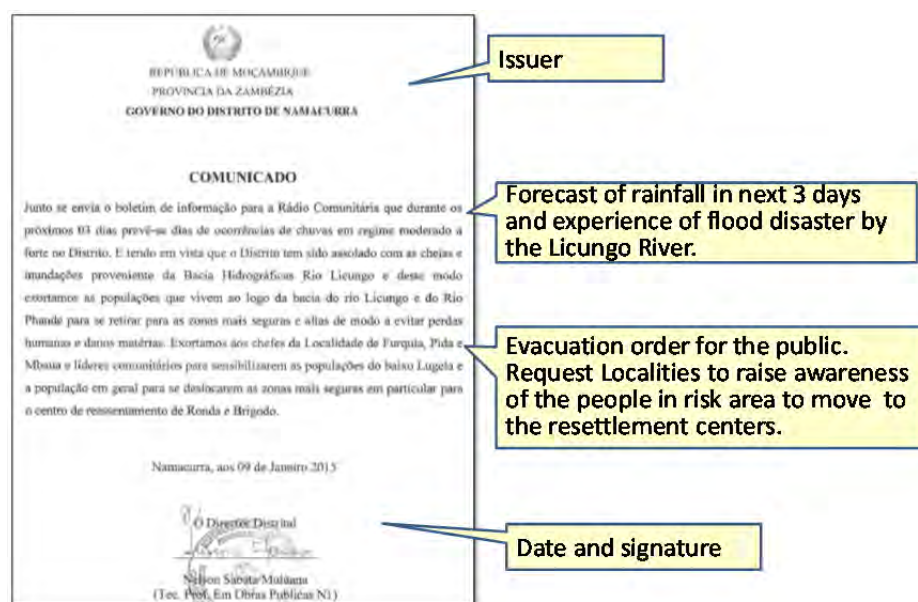 REPUBLICA DE MOÇAMBIQUE
PROVINCIA DA ZAMBÉZIA
GOVERNO DO DISTRITO DE NAMACURRA
COMUNICADO
Junto se envia o boletim de informação para a Rádio Comunitária que durante os
próximos 03 dias prevê-se dias de ocorrências de chuvas em regime moderado a
forte no Distrito. E tendo em vista que o Distrito tem sido assolado com as cheias e
inundações proveniente da Bacia Hidrográficas Rio Licungo e desse modo
exortamos as populações que vivem ao logo da bacia do rio Licungo e do Rio
Phande para se retirar para as zonas mais seguras e altas de modo a evitar perdas
humanas e danos matérias. Exortamos aos chefes da Localidade de Furquia, Pida e
Mbaua e lideres comunitários para sensibilizarem as populações do baixo Lugela e
a população em geral para se deslocarem as zonas mais seguras em particular para
o centro de reassentamento de Ronda e Brigodo.
Namacurra, aos 09 de Janeiro 2015
O Director Distrital
Nelson Sabata
(Tec. Prof. Em Obras Publicas N1)
Issuer
Forecast of rainfall in next 3 days
and experience of flood disaster by
the Licungo River.
Evacuation order for the public.
Request Localities to raise awareness
of the people in risk area to move to
the resettlement centers.
Date and signature